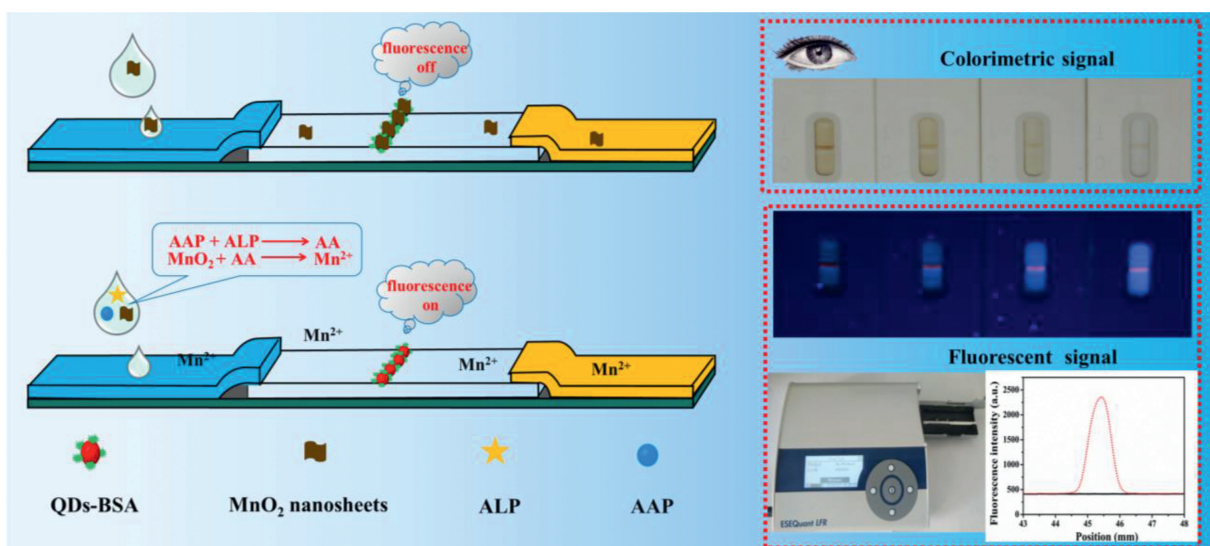 fluorescence
off
AAP + ALP ⟶ AA
MnO₂ + AA ⟶ Mn²⁺
fluorescence
on
Mn²⁺
Mn²⁺
Mn²⁺
Mn²⁺
QDs-BSA
MnO₂ nanosheets
ALP
AAP
Colorimetric signal
Fluorescent signal
ESEQuant LFR
Fluorescence intensity (a.u.)
2500
2000
1500
1000
500
43 44 45 46 47 48
Position (mm)